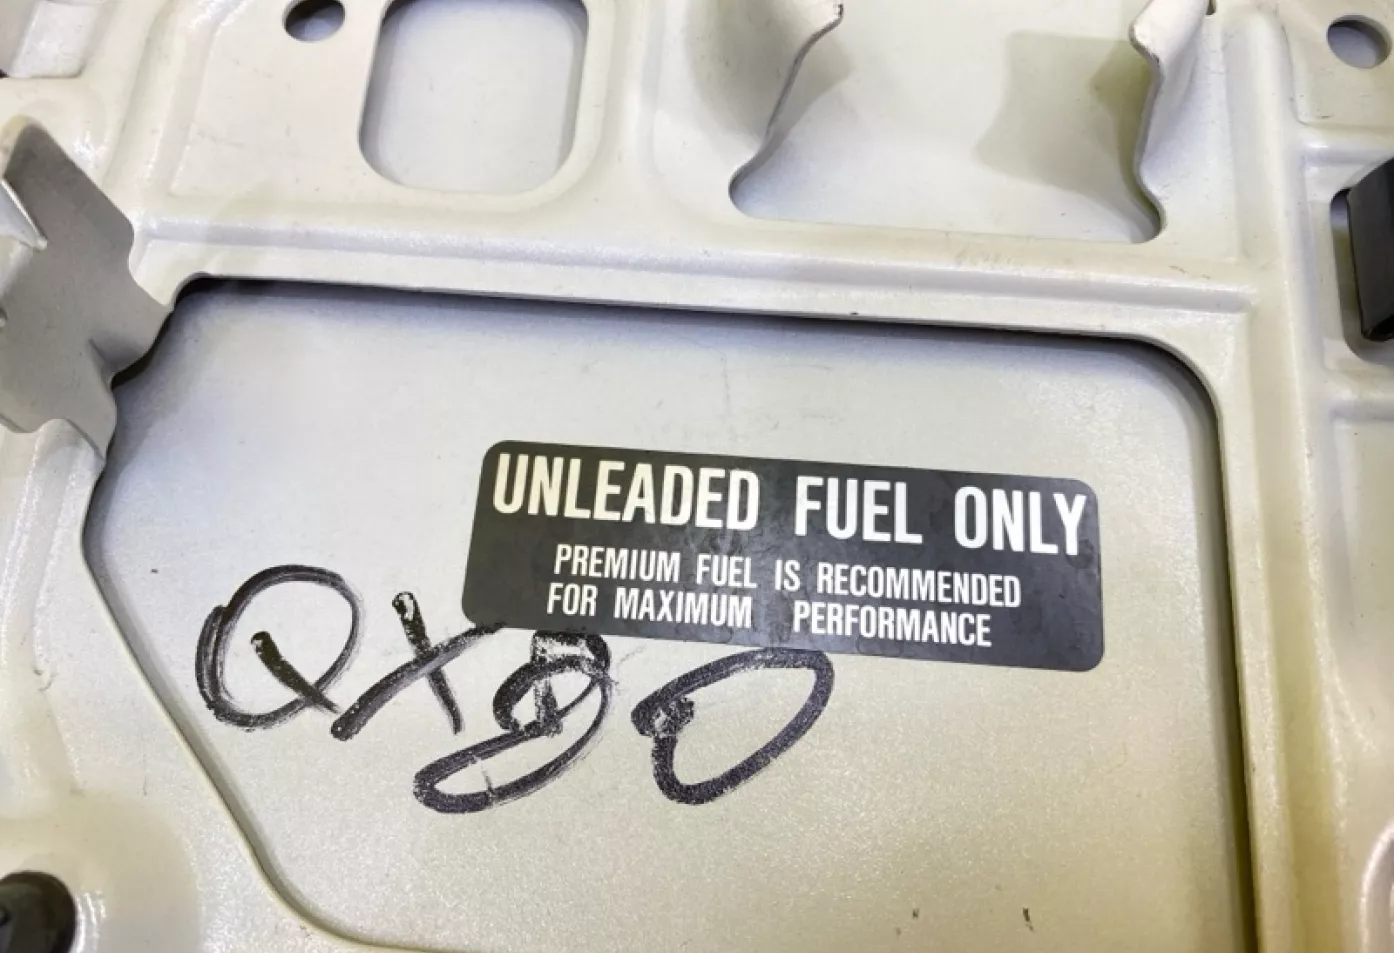 UNLEADED FUEL ONLY
PREMIUM FUEL IS RECOMMENDED
FOR MAXIMUM PERFORMANCE
QX80